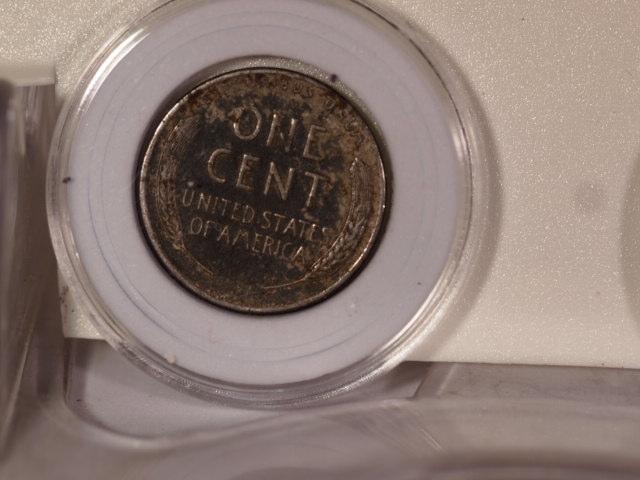 ONE
CENT
UNITED STATES
OF AMERICA